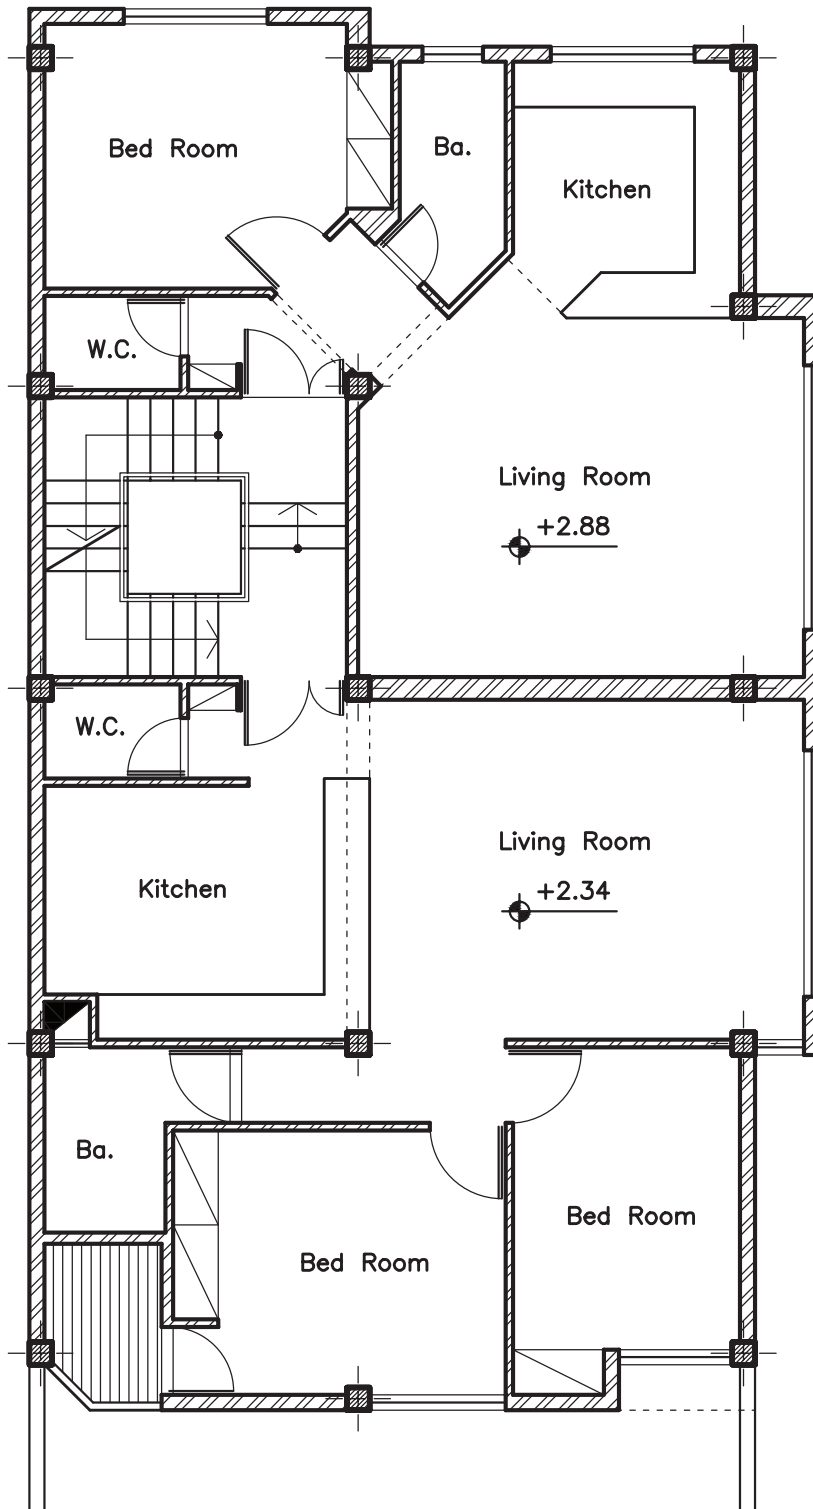 Bed Room
Ba.
Kitchen
W.C.
Living Room
+2.88
W.C.
Living Room
Kitchen
+2.34
Ba.
Bed Room
Bed Room